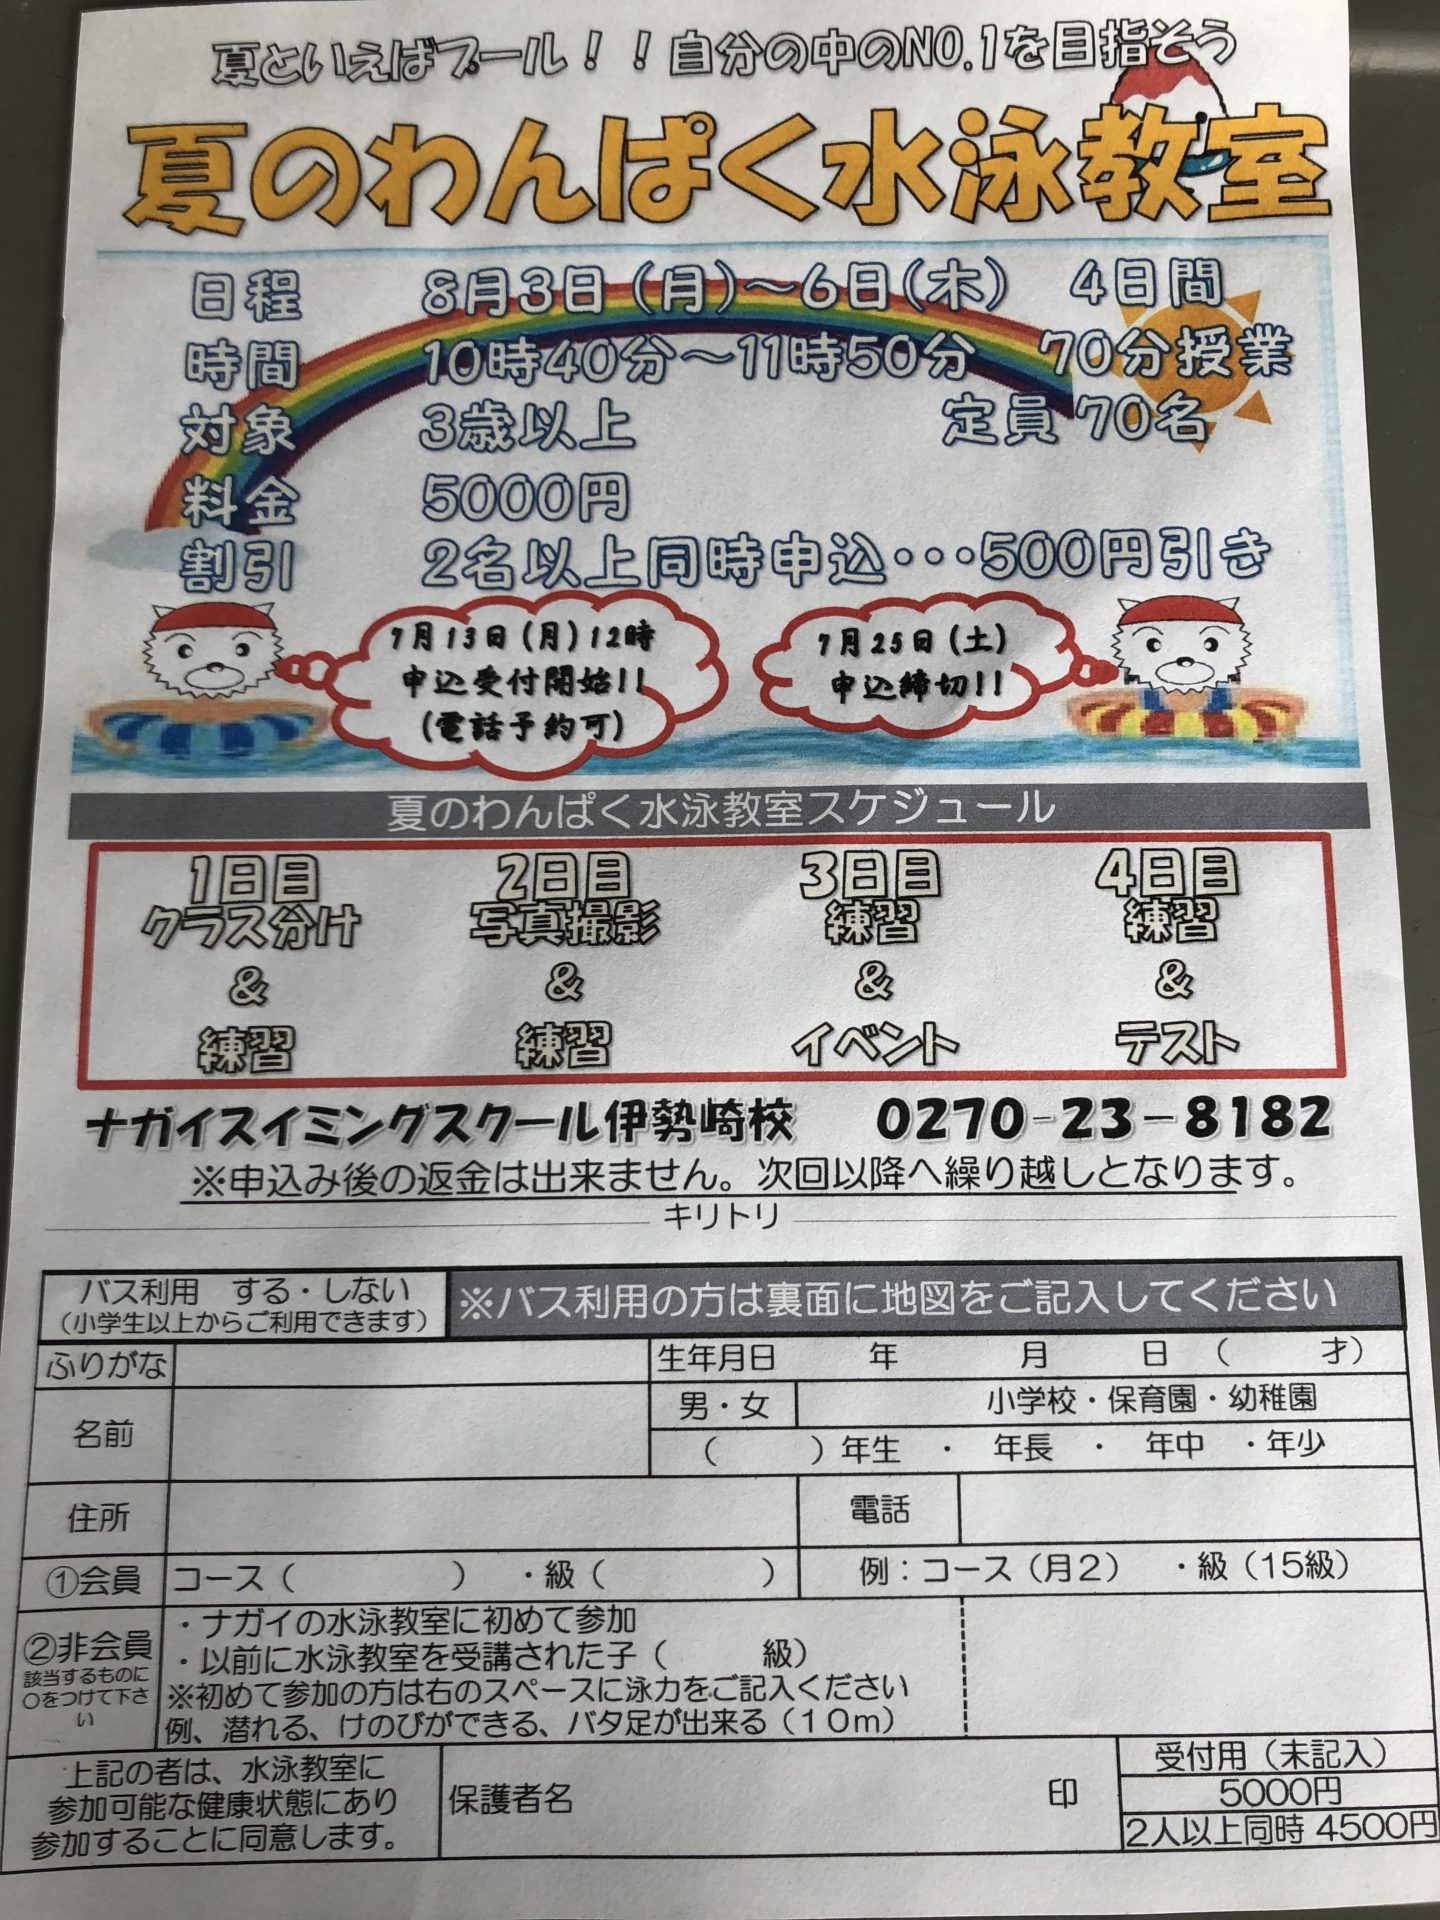 夏といえばプール！！自分の中のNO.1を目指そう
夏のわんぱく水泳教室
日程 8月3日（月）～6日（木） 4日間
時間 10時40分～11時50分 70分授業
対象 3歳以上 定員 70名
料金 5000円
割引 2名以上同時申込・・・500円引き
7月13日（月）12時
申込受付開始！！
（電話予約可）
7月25日（土）
申込締切！！
夏のわんぱく水泳教室スケジュール
1日目 2日目 3日目 4日目
クラス分け 写真撮影 練習 練習
& & & &
練習 練習 イベント テスト
ナガイスイミングスクール伊勢崎校 0270-23-8182
※申込み後の返金は出来ません。次回以降へ繰り越しとなります。
キリトリ
バス利用 する・しない
（小学生以上からご利用できます）
※バス利用の方は裏面に地図をご記入してください
ふりがな
生年月日 年 月 日 （ 才）
名前
男・女 小学校・保育園・幼稚園
（ ）年生 ・ 年長 ・ 年中 ・年少
住所 電話
①会員 コース（ ） ・級（ ） 例：コース（月2） ・級（15級）
②非会員
該当するものに
〇をつけて下さ
い
・ナガイの水泳教室に初めて参加
・以前に水泳教室を受講された子（ 級）
※初めて参加の方は右のスペースに泳力をご記入ください
例、潜れる、けのびができる、バタ足が出来る（10m）
上記の者は、水泳教室に
参加可能な健康状態にあり
参加することに同意します。
保護者名 印
受付用（未記入）
5000円
2人以上同時 4500円